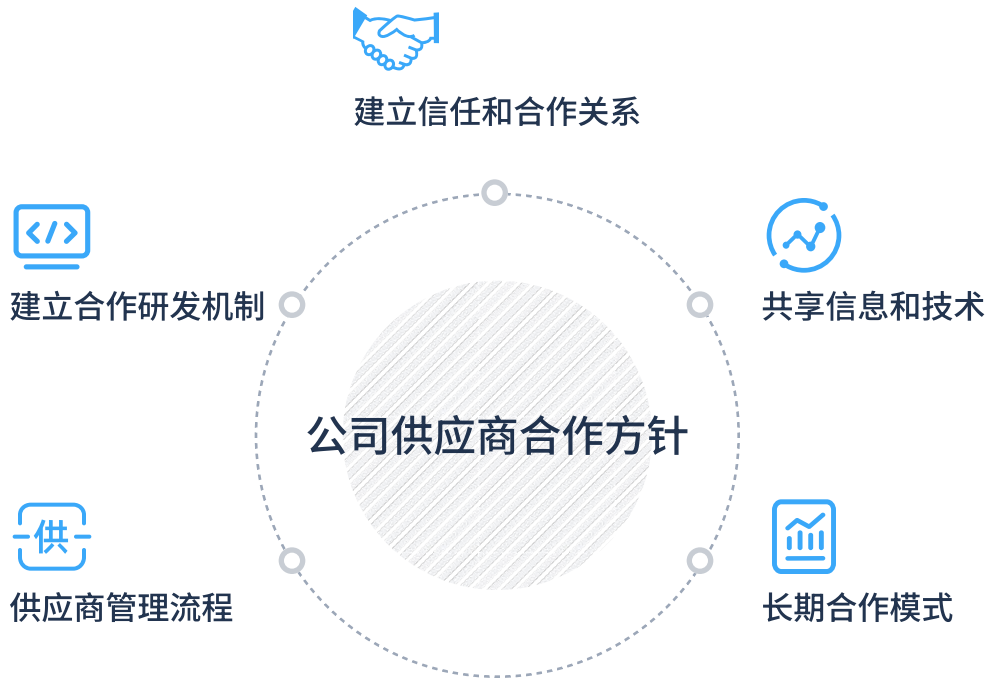 建立信任和合作关系
建立合作研发机制
共享信息和技术
公司供应商合作方针
供
供应商管理流程
长期合作模式